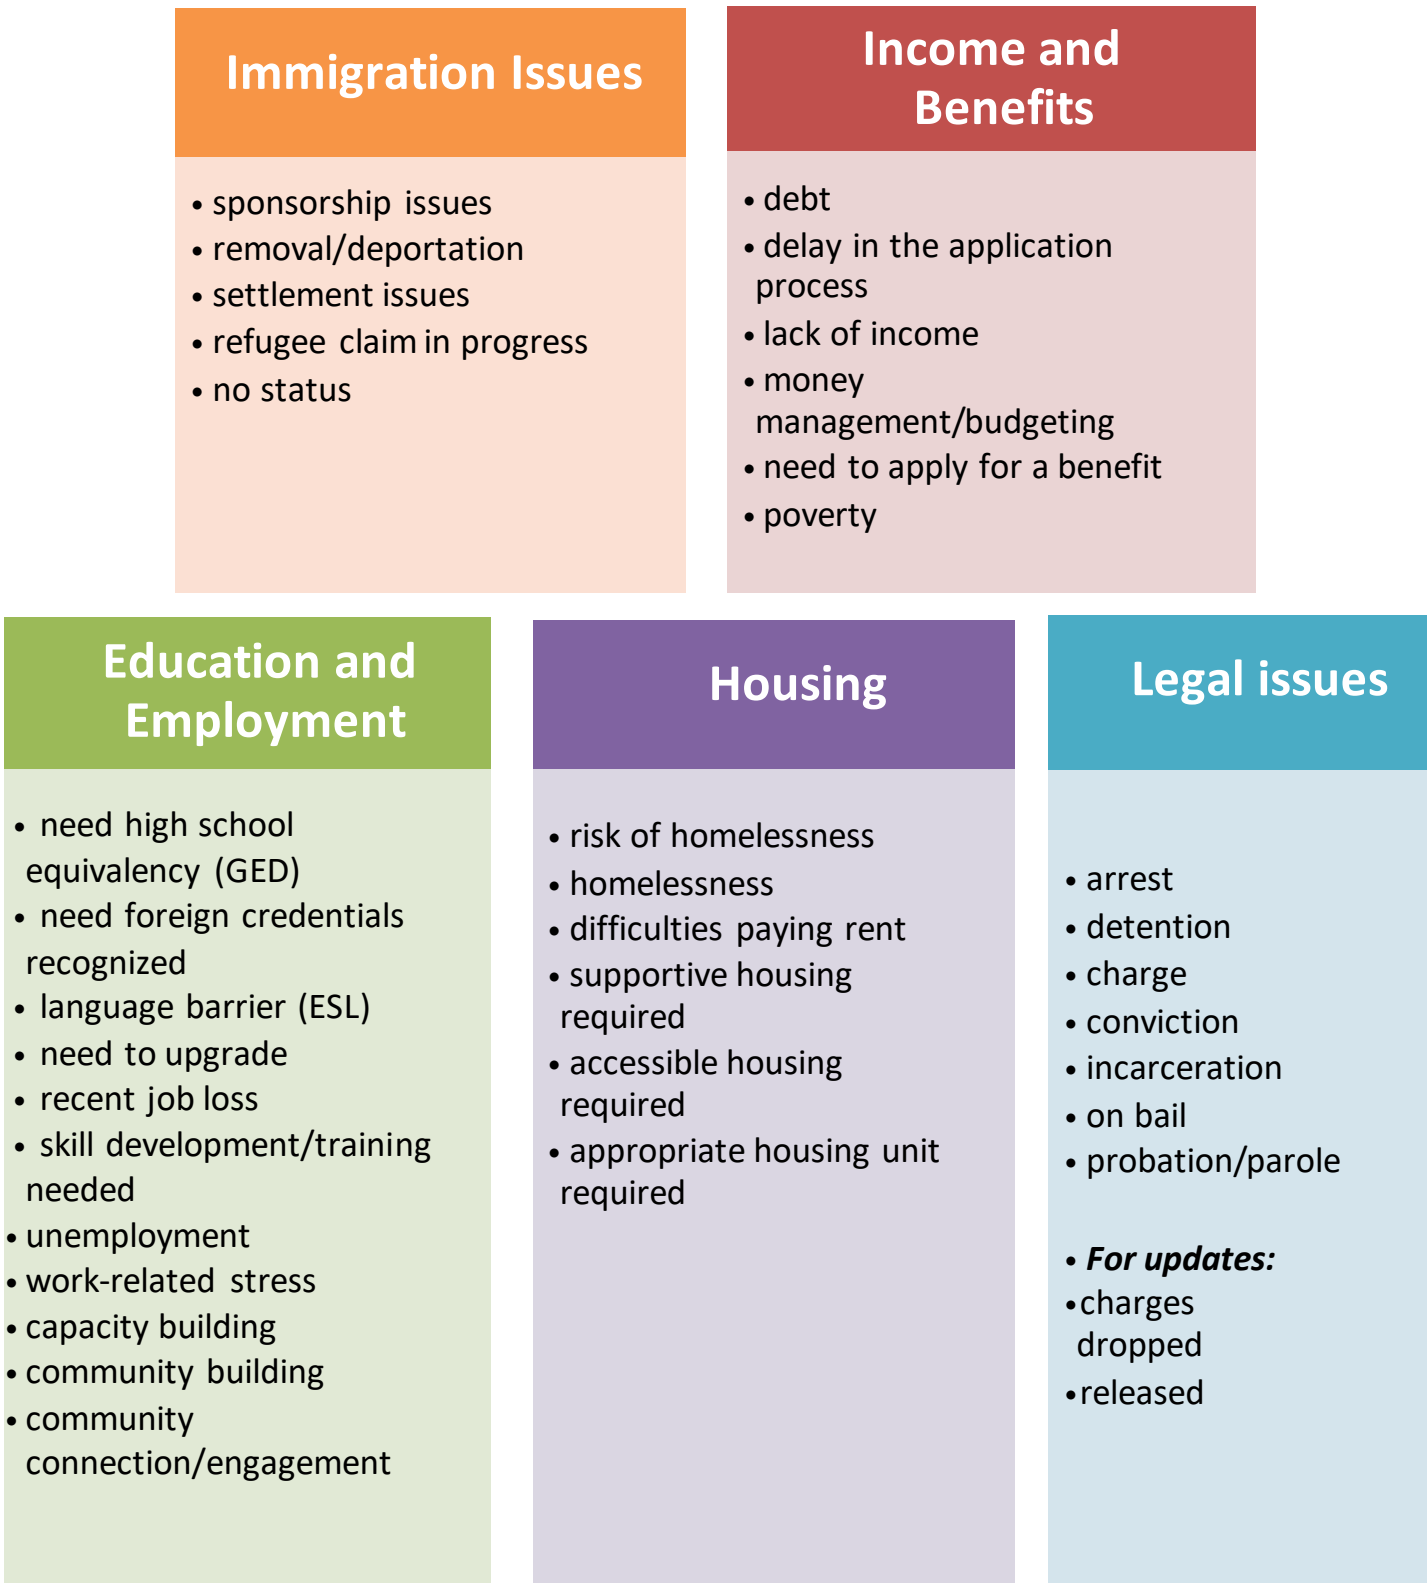 Immigration Issues
• sponsorship issues
• removal/deportation
• settlement issues
• refugee claim in progress
• no status
Income and
Benefits
• debt
• delay in the application
process
• lack of income
• money
management/budgeting
• need to apply for a benefit
• poverty
Education and
Employment
• need high school
equivalency (GED)
• need foreign credentials
recognized
• language barrier (ESL)
• need to upgrade
• recent job loss
• skill development/training
needed
• unemployment
• work-related stress
• capacity building
• community building
• community
connection/engagement
Housing
• risk of homelessness
• homelessness
• difficulties paying rent
• supportive housing
required
• accessible housing
required
• appropriate housing unit
required
Legal issues
• arrest
• detention
• charge
• conviction
• incarceration
• on bail
• probation/parole
• For updates:
• charges
dropped
• released